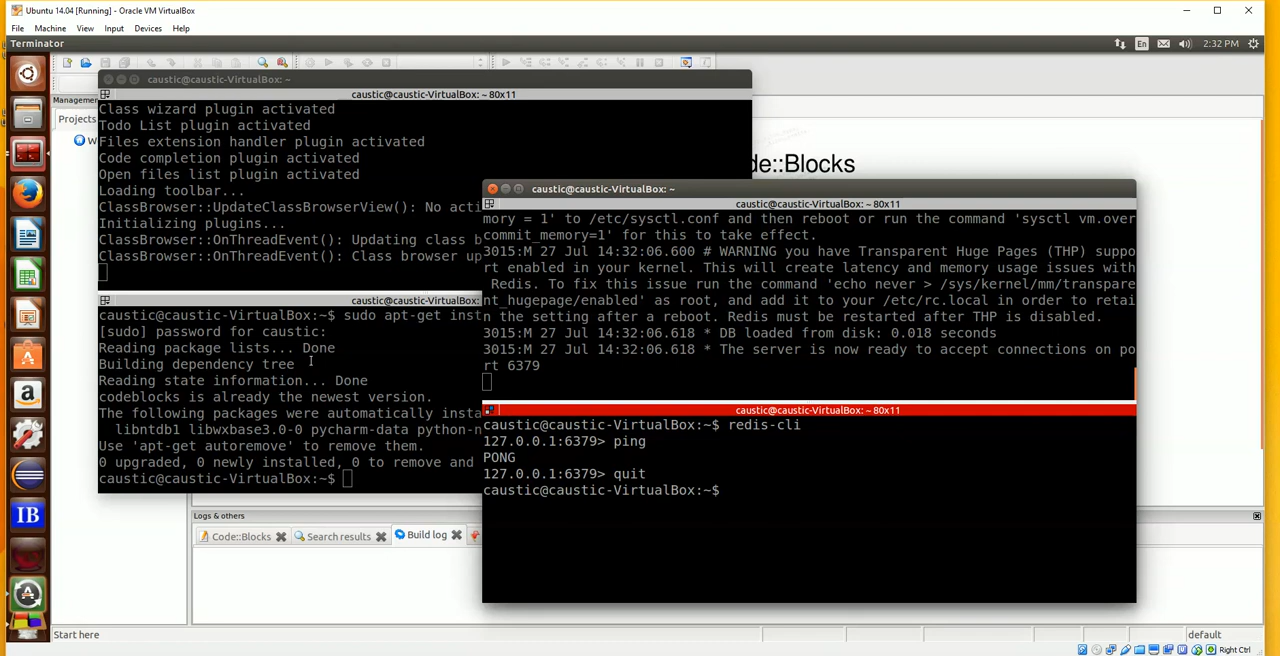 Ubuntu 14.04 [Running] - Oracle VM VirtualBox
File Machine View Input Devices Help
Terminator
En
2:32 PM
caustic@caustic-VirtualBox: ~
caustic@caustic-VirtualBox: ~ 80x11
Class wizard plugin activated
Todo List plugin activated
Files extension handler plugin activated
Code completion plugin activated
Open files list plugin activated
Loading toolbar...
ClassBrowser::UpdateClassBrowserView(): No acti
Initializing plugins...
ClassBrowser::OnThreadEvent(): Updating class b
ClassBrowser::OnThreadEvent(): Class browser up
caustic@caustic-VirtualBox:
caustic@caustic-VirtualBox:~$ sudo apt-get inst
[sudo] password for caustic:
Reading package lists... Done
Building dependency tree
Reading state information... Done
codeblocks is already the newest version.
The following packages were automatically insta
libntdb1 libwxbase3.0-0 pycharm-data python-n
Use 'apt-get autoremove' to remove them.
0 upgraded, 0 newly installed, 0 to remove and
caustic@caustic-VirtualBox:~$
Managemen
Projects
W
de::Blocks
caustic@caustic-VirtualBox: ~
caustic@caustic-VirtualBox: ~ 80x11
mory = 1' to /etc/sysctl.conf and then reboot or run the command 'sysctl vm.over
commit_memory=1' for this to take effect.
3015:M 27 Jul 14:32:06.600 # WARNING you have Transparent Huge Pages (THP) suppo
rt enabled in your kernel. This will create latency and memory usage issues with
Redis. To fix this issue run the command 'echo never > /sys/kernel/mm/transpare
nt_hugepage/enabled' as root, and add it to your /etc/rc.local in order to retai
n the setting after a reboot. Redis must be restarted after THP is disabled.
3015:M 27 Jul 14:32:06.618 * DB loaded from disk: 0.018 seconds
3015:M 27 Jul 14:32:06.618 * The server is now ready to accept connections on po
rt 6379
caustic@caustic-VirtualBox: ~ 80x11
caustic@caustic-VirtualBox:~$ redis-cli
127.0.0.1:6379> ping
PONG
127.0.0.1:6379> quit
caustic@caustic-VirtualBox:~$
IB
Logs & others
Code::Blocks Search results Build log
Start here
default
Right Ctrl